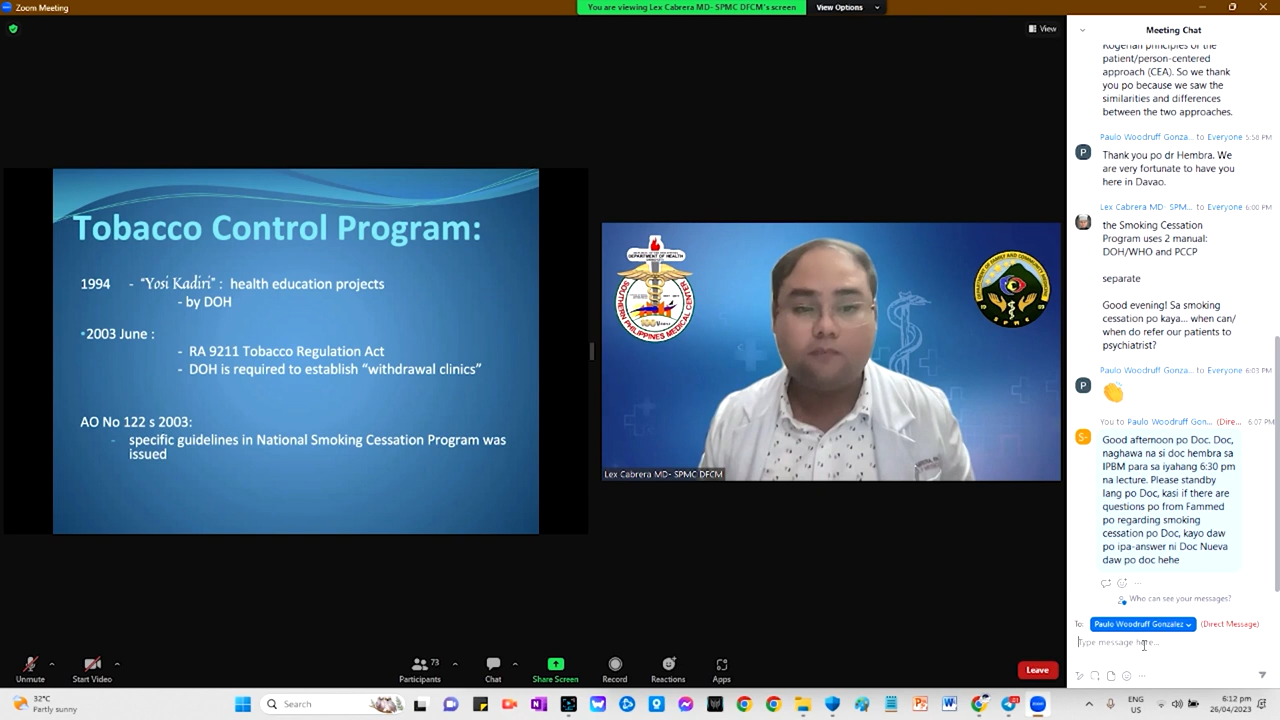 Zoom Meeting
You are viewing Lex Cabrera MD- SPMC DFCM's screen
View Options
View
Tobacco Control Program:
1994 - "Yosi Kadiri" : health education projects
- by DOH
•2003 June :
- RA 9211 Tobacco Regulation Act
- DOH is required to establish "withdrawal clinics"
AO No 122 s 2003:
- specific guidelines in National Smoking Cessation Program was
issued
DEPARTMENT OF HEALTH
SOUTHERN PHILIPPINES MEDICAL CENTER
SPMC
Lex Cabrera MD- SPMC DFCM
Meeting Chat
Rogerian principles of the
patient/person-centered
approach (CEA). So we thank
you po because we saw the
similarities and differences
between the two approaches.
Paulo Woodruff Gonza... to Everyone 5:58 PM
P
Thank you po dr Hembra. We
are very fortunate to have you
here in Davao.
Lex Cabrera MD- SPM... to Everyone 6:00 PM
the Smoking Cessation
Program uses 2 manual:
DOH/WHO and PCCP
separate
Good evening! Sa smoking
cessation po kaya... when can/
when do refer our patients to
psychiatrist?
Paulo Woodruff Gonza... to Everyone 6:03 PM
P
You to Paulo Woodruff Gon... (Dire... 6:07 PM
S-
Good afternoon po Doc. Doc,
naghawa na si doc hembra sa
IPBM para sa iyahang 6:30 pm
na lecture. Please standby
lang po Doc, kasi if there are
questions po from Fammed
po regarding smoking
cessation po Doc, kayo daw
po ipa-answer ni Doc Nueva
daw po doc hehe
Who can see your messages?
To: Paulo Woodruff Gonzalez (Direct Message)
Type message here...
Unmute
Start Video
73
Participants
Chat
Share Screen
Record
Reactions
Apps
Leave
32°C
Partly sunny
Search
ENG
US
6:12 pm
26/04/2023